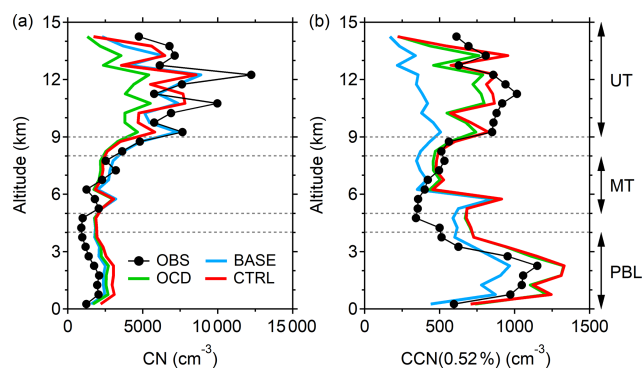 (a)
(b)
15
12
9
6
3
0
Altitude (km)
OBS
BASE
OCD
CTRL
0
5000
10 000
15 000
CN (cm-3)
15
12
9
6
3
0
Altitude (km)
0
500
1000
1500
CCN(0.52 %) (cm-3)
UT
MT
PBL